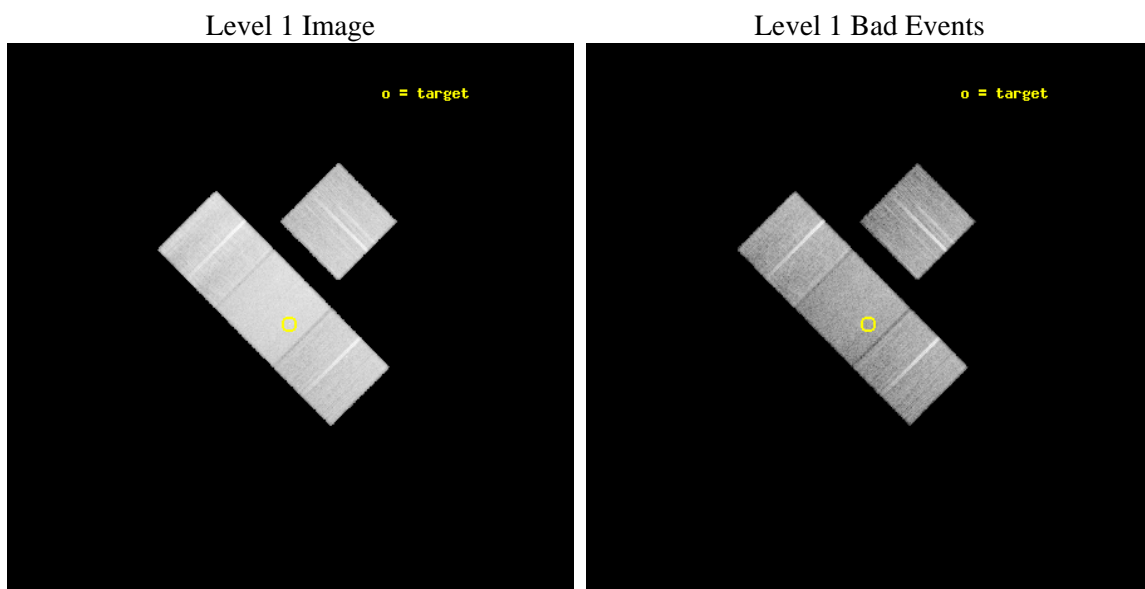 Level 1 Image
Level 1 Bad Events
o = target
o = target